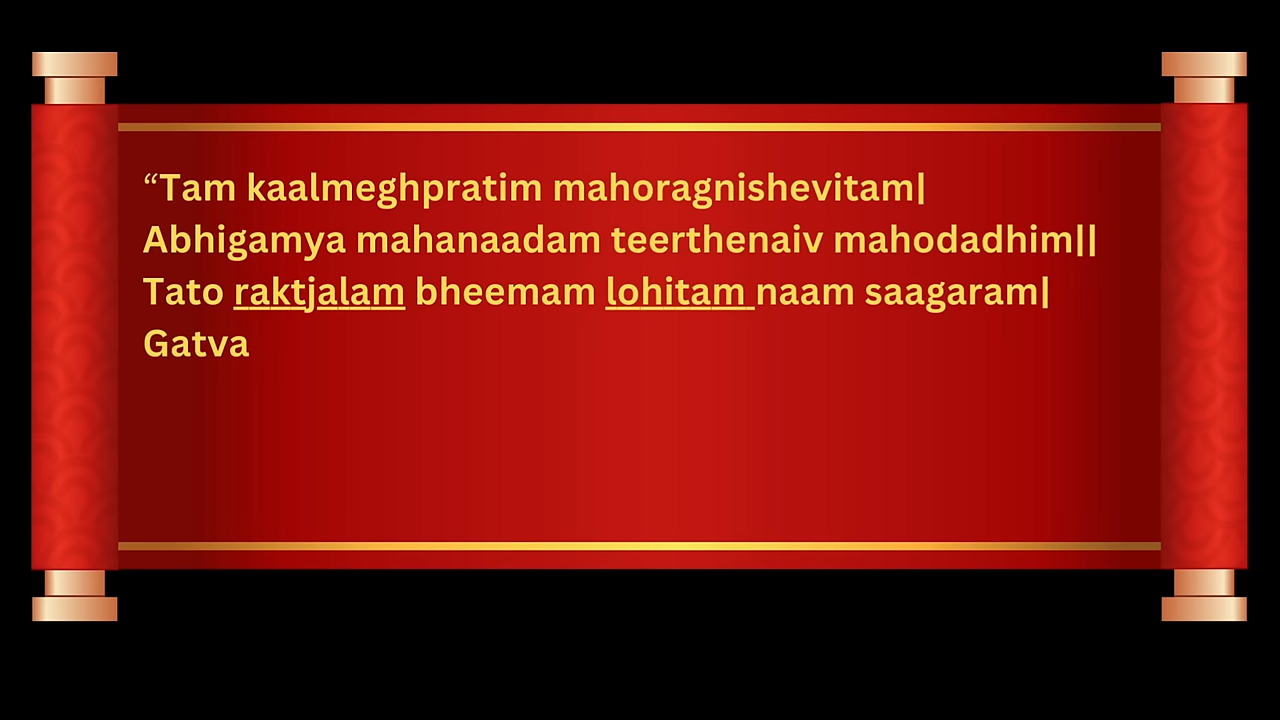 “Tam kaalmeghpratim mahoragnishevitam|
Abhigamya mahanaadam teerthenaiv mahodadhim||
Tato raktjalam bheemam lohitam naam saagaram|
Gatva